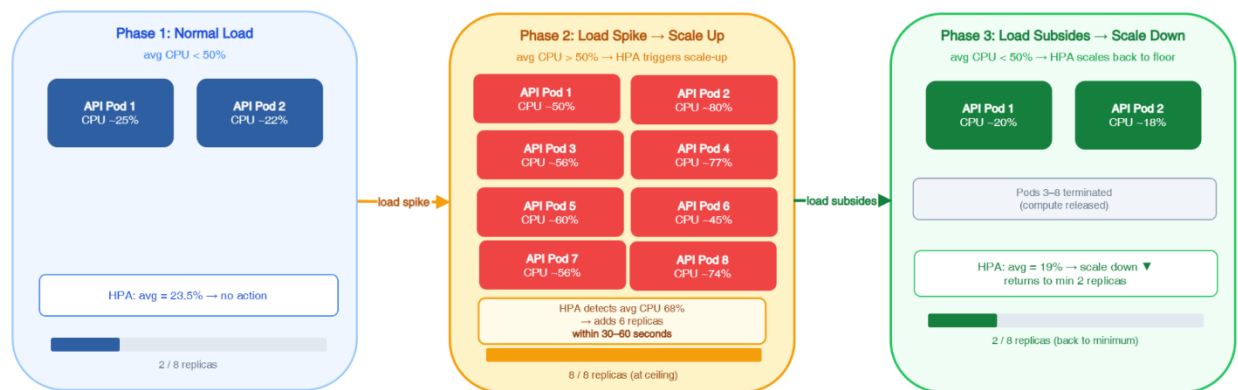 Phase 1: Normal Load
avg CPU < 50%
API Pod 1
CPU ~25%
API Pod 2
CPU ~22%
HPA: avg = 23.5% → no action
2 / 8 replicas
load spike
Phase 2: Load Spike → Scale Up
avg CPU > 50% → HPA triggers scale-up
API Pod 1
CPU ~50%
API Pod 2
CPU ~80%
API Pod 3
CPU ~56%
API Pod 4
CPU ~77%
API Pod 5
CPU ~60%
API Pod 6
CPU ~45%
API Pod 7
CPU ~56%
API Pod 8
CPU ~74%
HPA detects avg CPU 68%
→ adds 6 replicas
within 30–60 seconds
8 / 8 replicas (at ceiling)
load subsides
Phase 3: Load Subsides → Scale Down
avg CPU < 50% → HPA scales back to floor
API Pod 1
CPU ~20%
API Pod 2
CPU ~18%
Pods 3–8 terminated
(compute released)
HPA: avg = 19% → scale down ▼
returns to min 2 replicas
2 / 8 replicas (back to minimum)